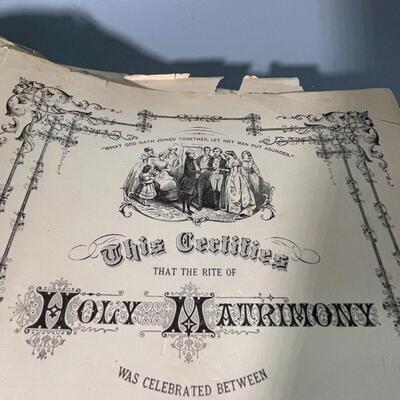 "WHAT GOD HATH JOINED TOGETHER, LET NOT MAN PUT ASUNDER."
This Certifies
THAT THE RITE OF
HOLY MATRIMONY
WAS CELEBRATED BETWEEN